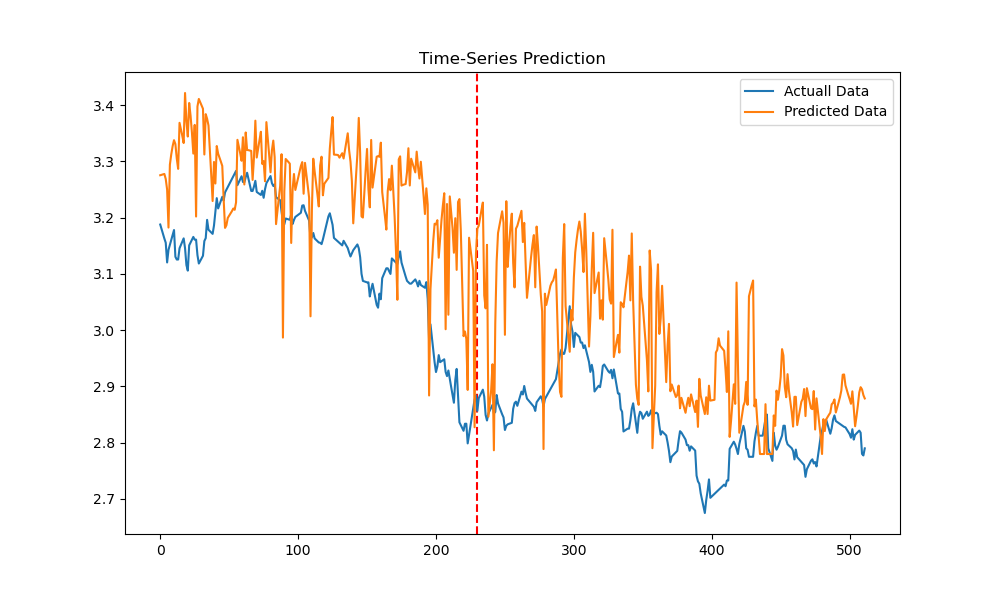 Time-Series Prediction
Actuall Data
Predicted Data
3.4
3.3
3.2
3.1
3.0
2.9
2.8
2.7
0 100 200 300 400 500